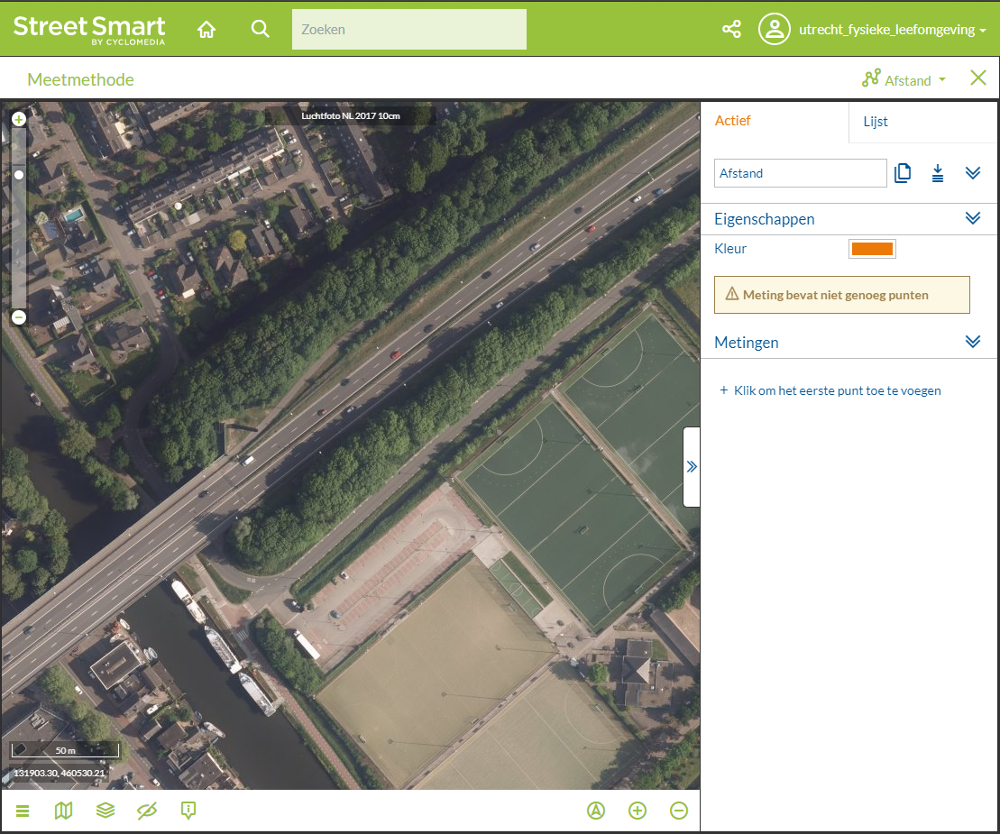 Street Smart
BY CYCLOMEDIA
Zoeken
utrecht_fysieke_leefomgeving
Meetmethode
Afstand
Luchtfoto NL 2017 10cm
Actief
Lijst
Afstand
Eigenschappen
Kleur
Meting bevat niet genoeg punten
Metingen
+ Klik om het eerste punt toe te voegen
50 m
131903.30, 460530.21